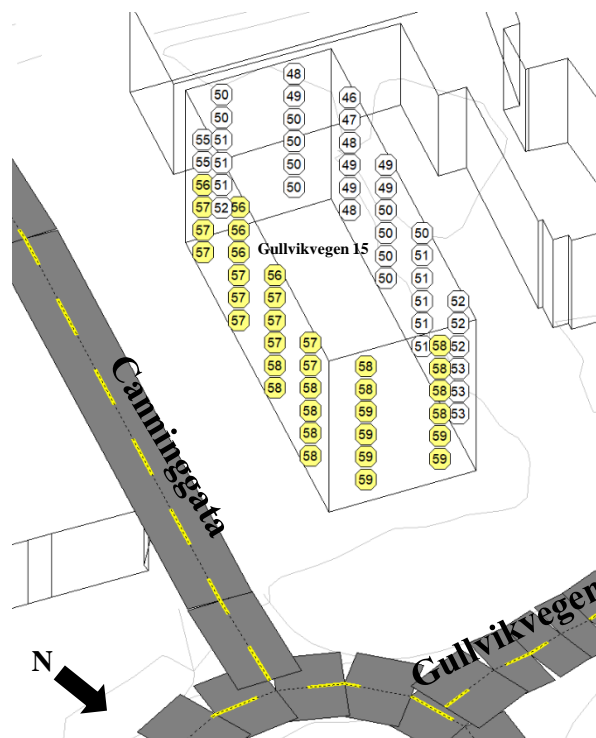 48
50 49 46
50 50 47
55 51 50 48
55 51 50 49 49
56 51 50 49 49
57 52 56 48 50
57 56 50 50
57 56 Gullvikvegen 15 50 51
57 56 50 51
57 57 51 52
57 57 51 52
57 57 51 58 52
58 57 58 58 53
58 58 58 58 53
58 59 58 53
58 59 59
58 59 59
59
Canninggata
Gullvikvegen
N